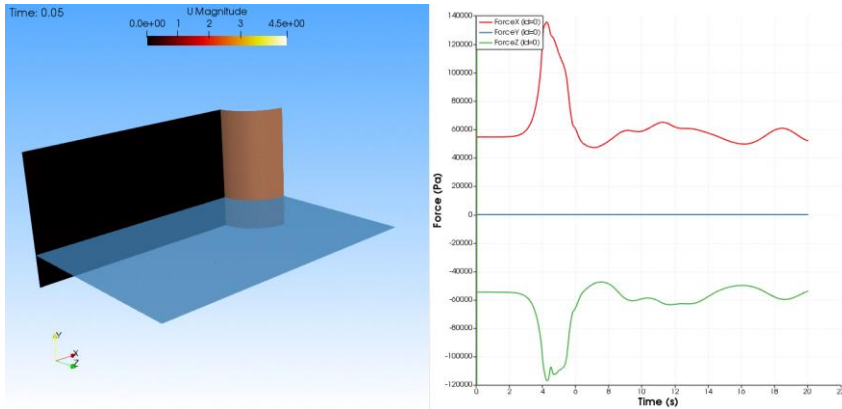 Time: 0.05
U Magnitude
0.0e+00 1 2 3 4.5e+00
Y
X
Z
ForceX (id=0)
ForceY (id=0)
ForceZ (id=0)
Force (Pa)
140000
120000
100000
80000
60000
40000
20000
0
-20000
-40000
-60000
-80000
-100000
-120000
0 2 4 6 8 10 12 14 16 18 20 22
Time (s)